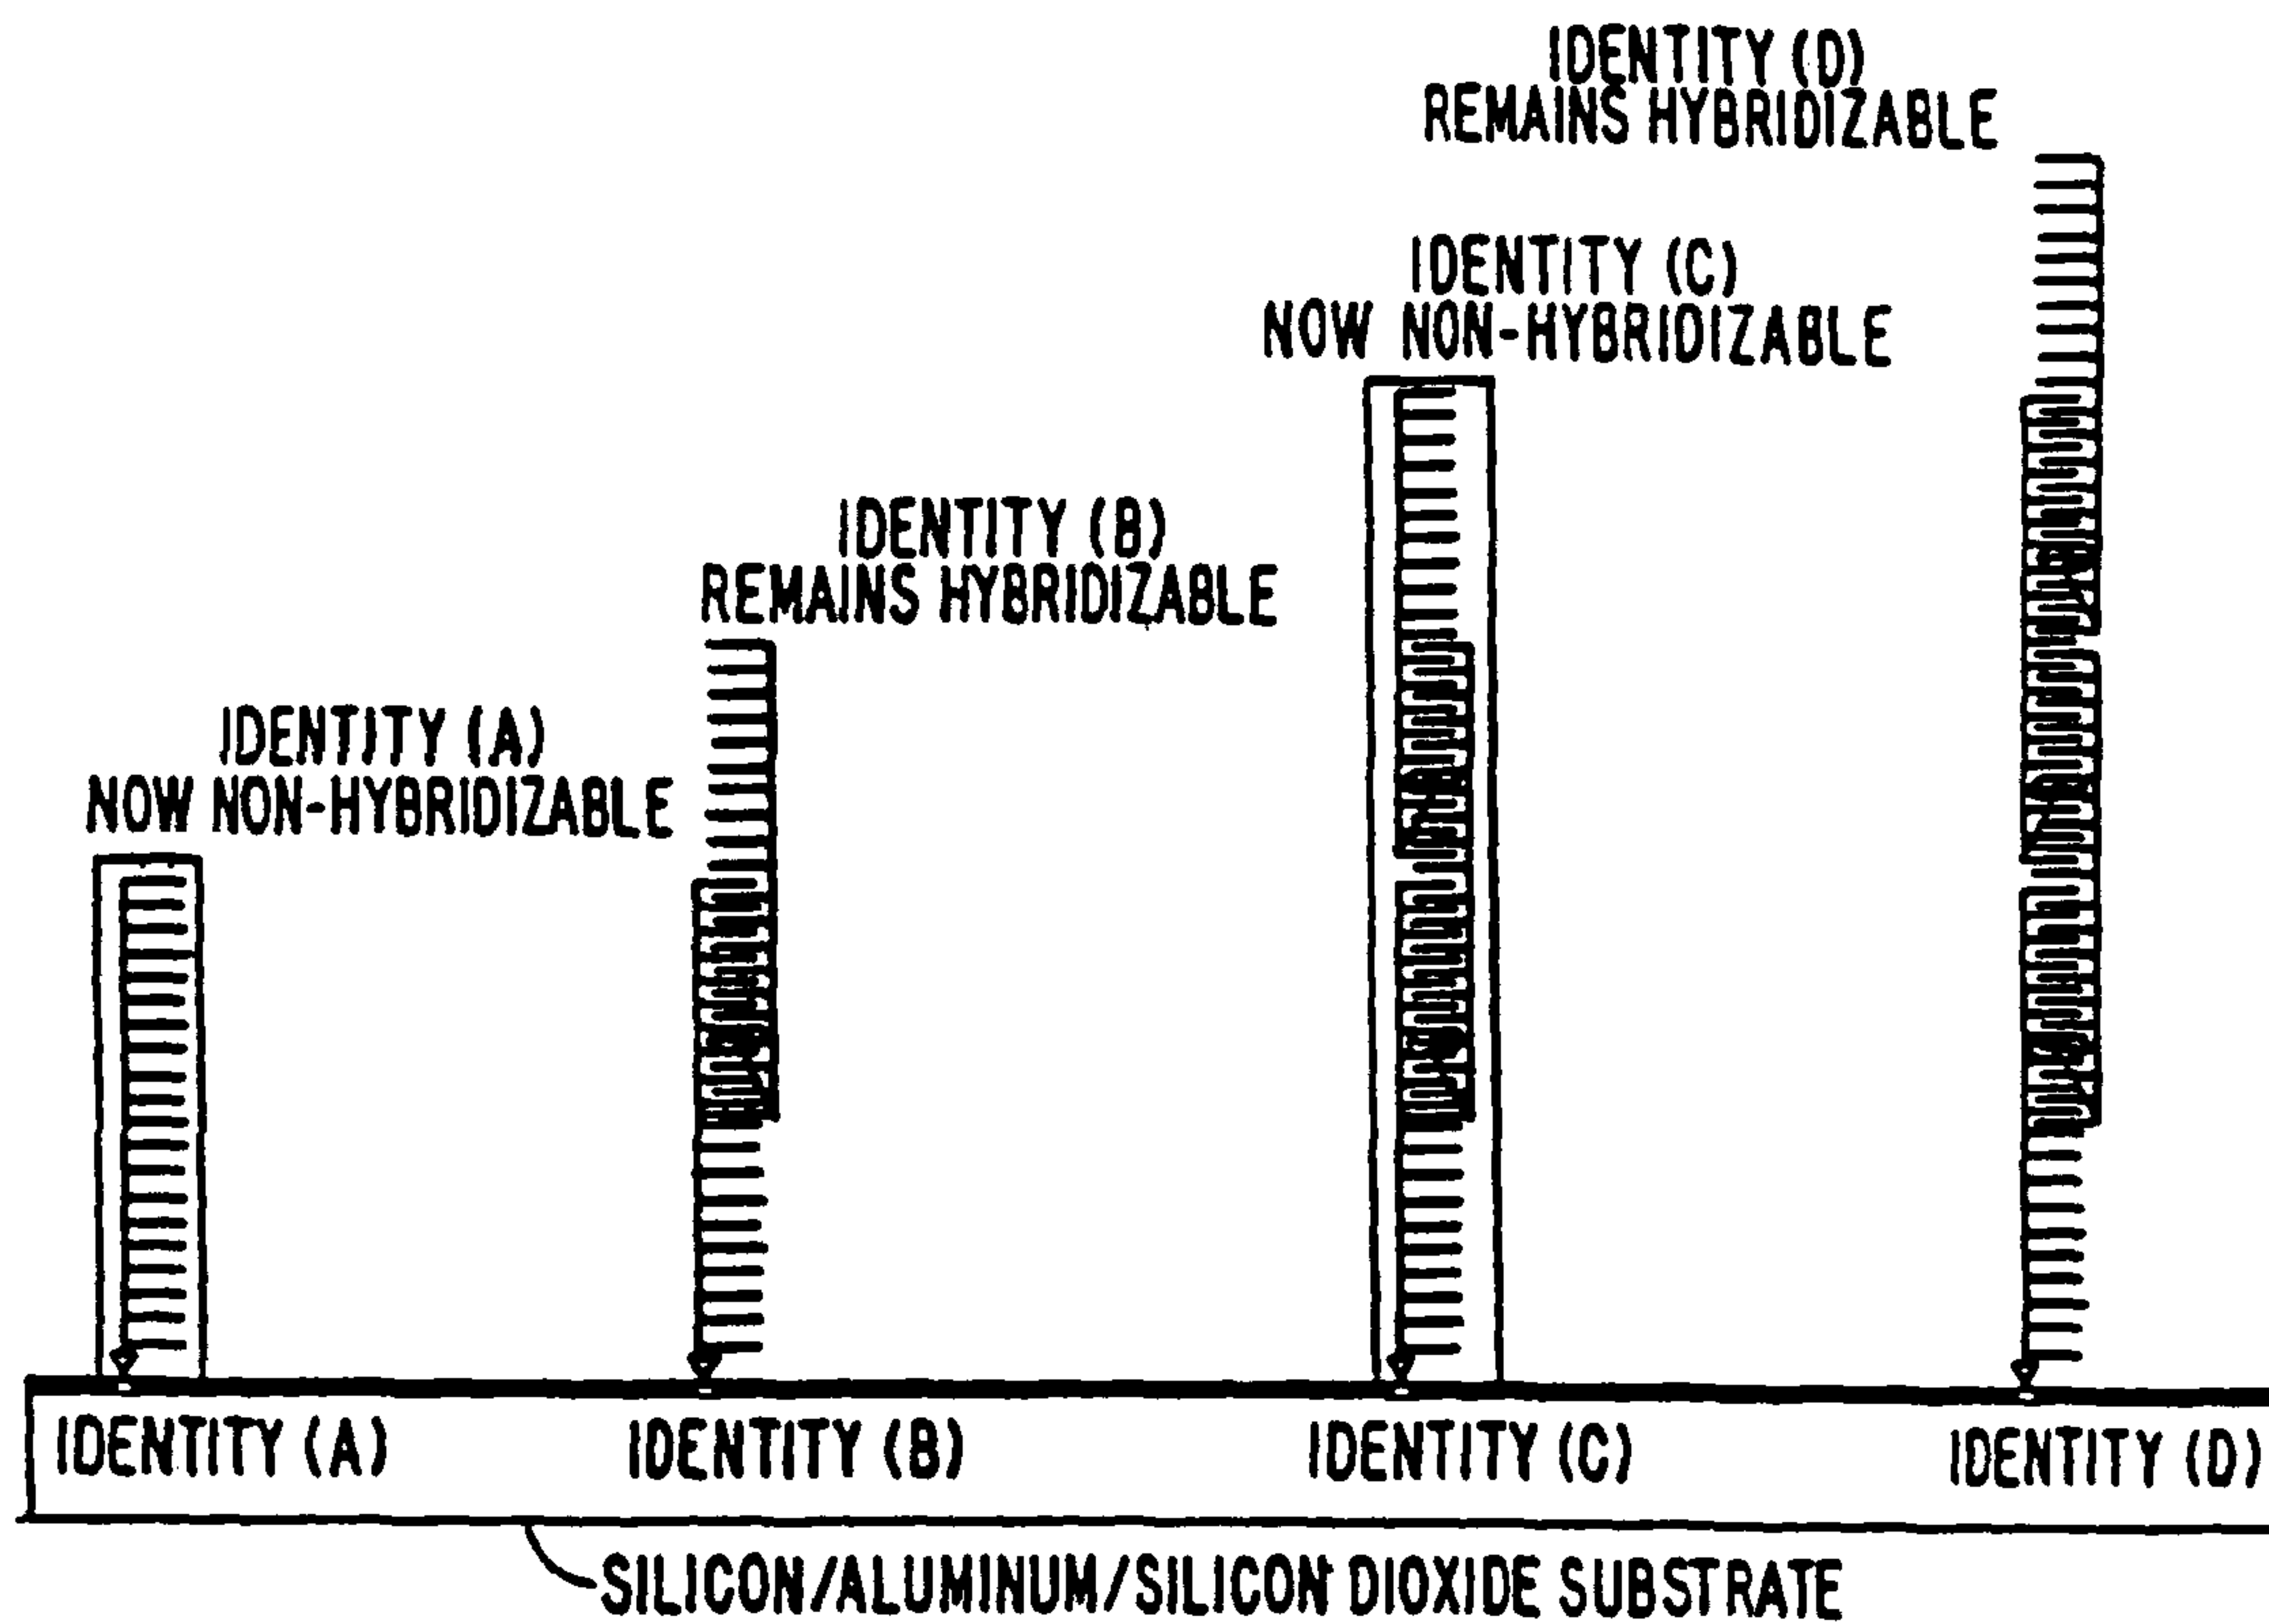 IDENTITY (D)
REMAINS HYBRIDIZABLE
IDENTITY (C)
NOW NON-HYBRIDIZABLE
IDENTITY (B)
REMAINS HYBRIDIZABLE
IDENTITY (A)
NOW NON-HYBRIDIZABLE
IDENTITY (A) IDENTITY (B) IDENTITY (C) IDENTITY (D)
SILICON/ALUMINUM/SILICON DIOXIDE SUBSTRATE